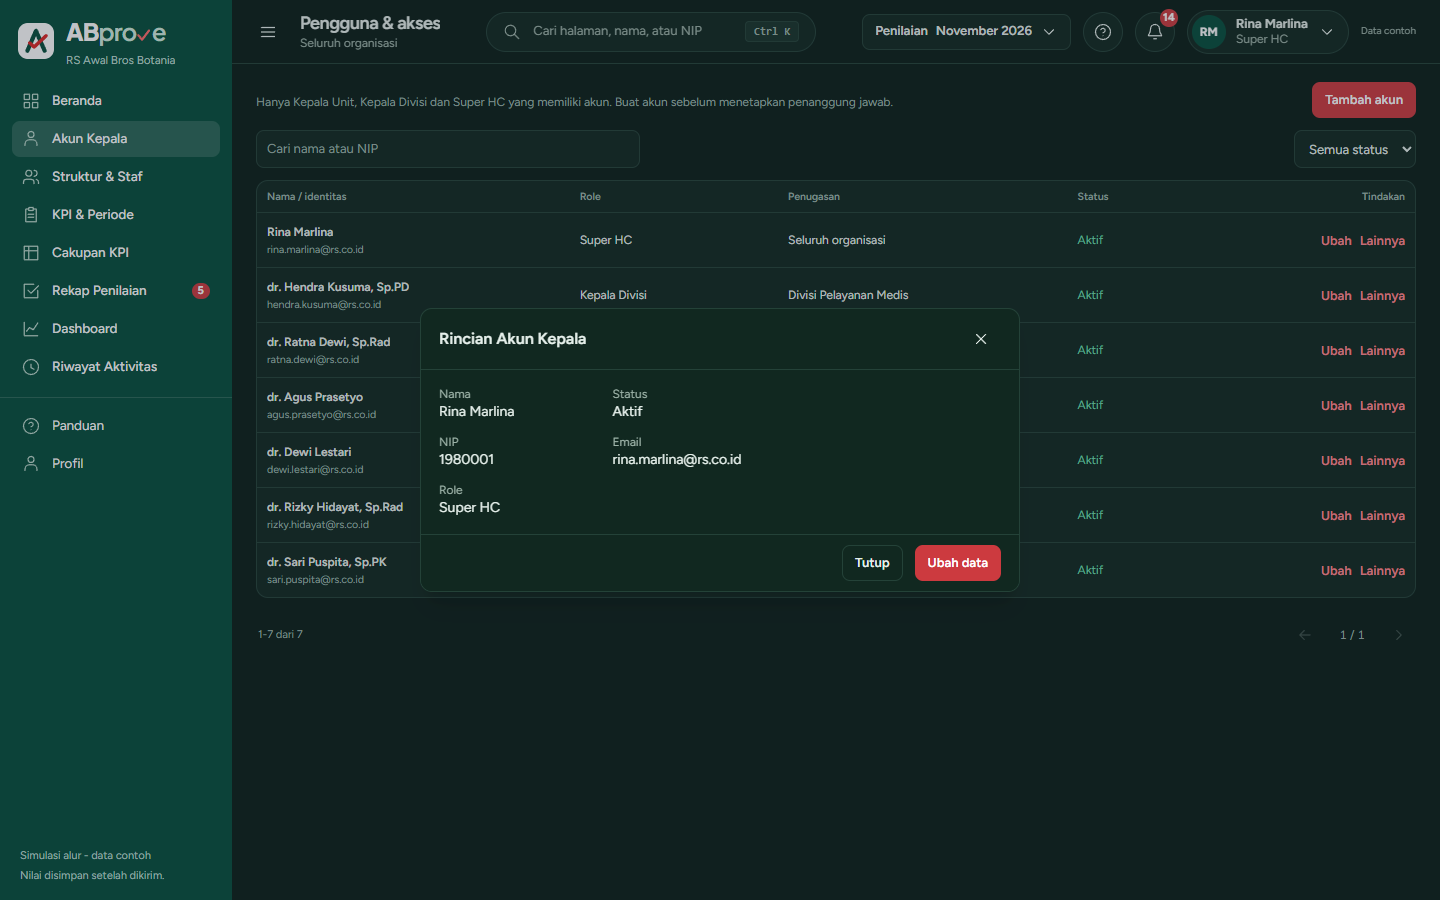 ABprove
RS Awal Bros Botania
Beranda
Akun Kepala
Struktur & Staf
KPI & Periode
Cakupan KPI
Rekap Penilaian 5
Dashboard
Riwayat Aktivitas
Panduan
Profil
Simulasi alur - data contoh
Nilai disimpan setelah dikirim.
Pengguna & akses
Seluruh organisasi
Cari halaman, nama, atau NIP Ctrl K
Penilaian November 2026
14
RM
Rina Marlina
Super HC
Data contoh
Hanya Kepala Unit, Kepala Divisi dan Super HC yang memiliki akun. Buat akun sebelum menetapkan penanggung jawab.
Tambah akun
Cari nama atau NIP
Semua status
Nama / identitas Role Penugasan Status Tindakan
Rina Marlina
rina.marlina@rs.co.id
Super HC Seluruh organisasi Aktif Ubah Lainnya
dr. Hendra Kusuma, Sp.PD
hendra.kusuma@rs.co.id
Kepala Divisi Divisi Pelayanan Medis Aktif Ubah Lainnya
dr. Ratna Dewi, Sp.Rad
ratna.dewi@rs.co.id
Aktif Ubah Lainnya
dr. Agus Prasetyo
agus.prasetyo@rs.co.id
Aktif Ubah Lainnya
dr. Dewi Lestari
dewi.lestari@rs.co.id
Aktif Ubah Lainnya
dr. Rizky Hidayat, Sp.Rad
rizky.hidayat@rs.co.id
Aktif Ubah Lainnya
dr. Sari Puspita, Sp.PK
sari.puspita@rs.co.id
Aktif Ubah Lainnya
1-7 dari 7
1 / 1
Rincian Akun Kepala
Nama
Rina Marlina
Status
Aktif
NIP
1980001
Email
rina.marlina@rs.co.id
Role
Super HC
Tutup
Ubah data